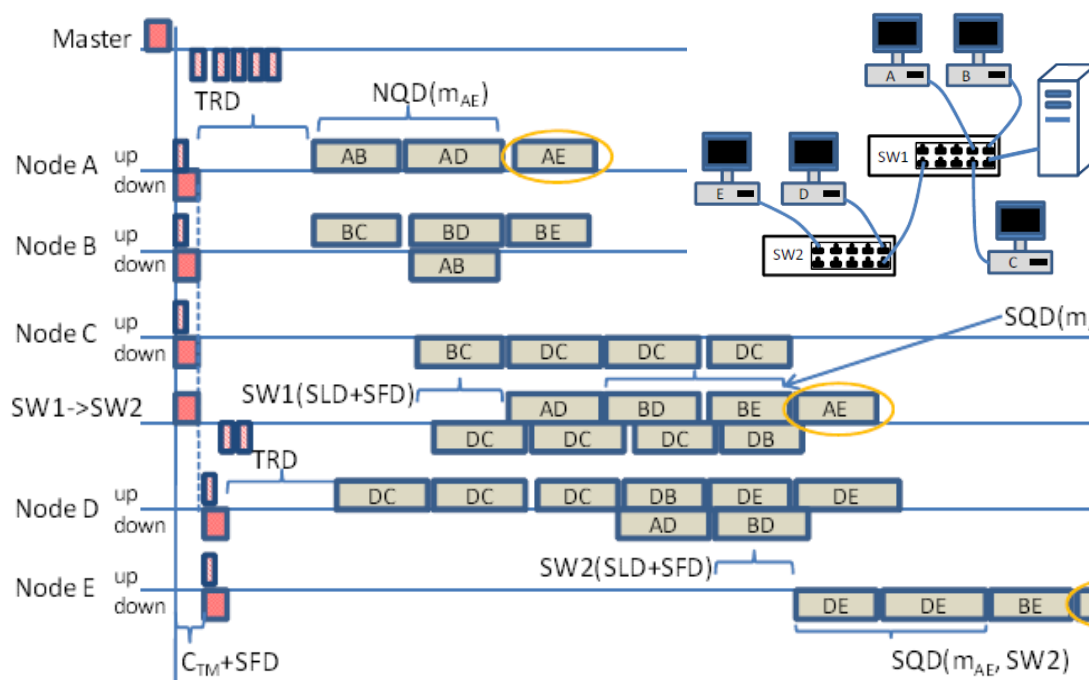 Master
TRD
NQD(mAE)
A
B
SW1
E
D
SW2
C
Node A
up
down
AB
AD
AE
Node B
up
down
BC
BD
BE
AB
Node C
up
down
BC
DC
DC
DC
SQD(m
SW1(SLD+SFD)
SW1->SW2
AD
BD
BE
AE
DC
DC
DC
DB
TRD
Node D
up
down
DC
DC
DC
DB
DE
DE
AD
BD
SW2(SLD+SFD)
Node E
up
down
DE
DE
BE
CTM+SFD
SQD(mAE, SW2)